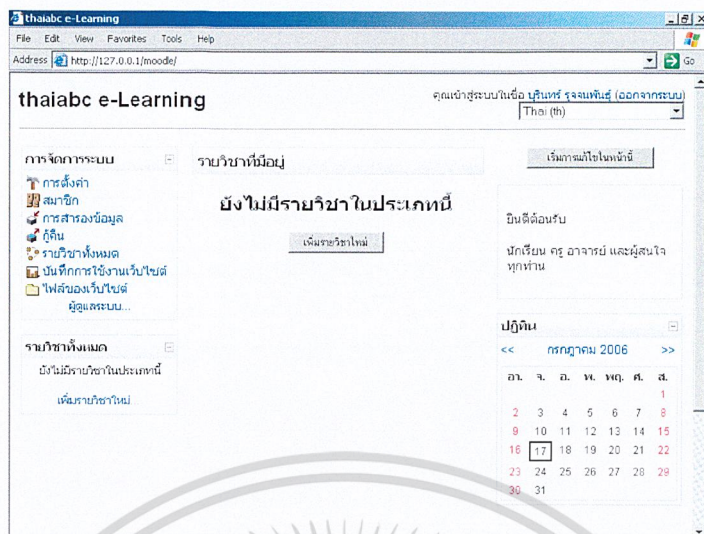 thaiabc e-Learning
File Edit View Favorites Tools Help
Address http://127.0.0.1/moodle/ Go
thaiabc e-Learning
คุณเข้าสู่ระบบในชื่อ บุรินทร์ รุจจนพันธุ์ (ออกจากระบบ)
Thai (th)
การจัดการระบบ
การตั้งค่า
สมาชิก
การสำรองข้อมูล
กู้คืน
รายวิชาทั้งหมด
บันทึกการใช้งานเว็บไซต์
ไฟล์ของเว็บไซต์
ผู้ดูแลระบบ...
รายวิชาทั้งหมด
ยังไม่มีรายวิชาในประเภทนี้
เพิ่มรายวิชาใหม่
รายวิชาที่มีอยู่
ยังไม่มีรายวิชาในประเภทนี้
เพิ่มรายวิชาใหม่
เริ่มการแก้ไขในหน้านี้
ยินดีต้อนรับ
นักเรียน ครู อาจารย์ และผู้สนใจ
ทุกท่าน
ปฏิทิน
<< กรกฎาคม 2006 >>
อา. จ. อ. พ. พฤ. ศ. ส.
1
2 3 4 5 6 7 8
9 10 11 12 13 14 15
16 17 18 19 20 21 22
23 24 25 26 27 28 29
30 31